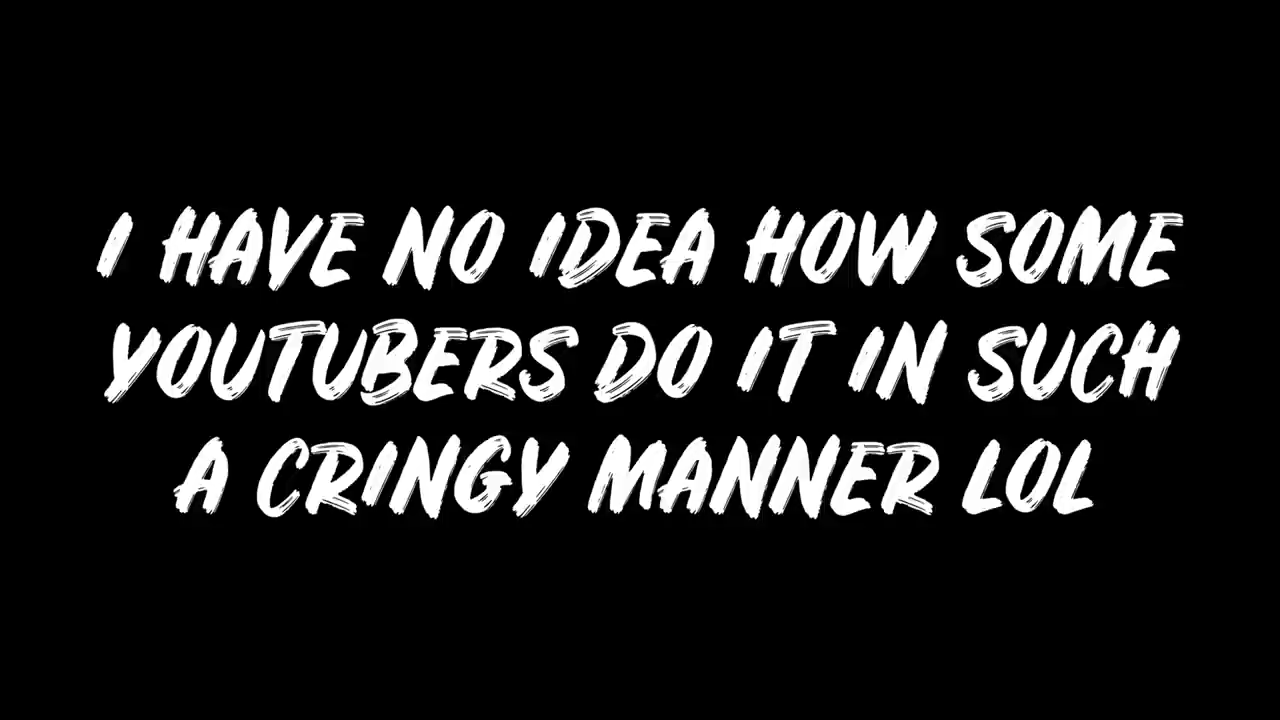 I HAVE NO IDEA HOW SOME
YOUTUBERS DO IT IN SUCH
A CRINGY MANNER LOL